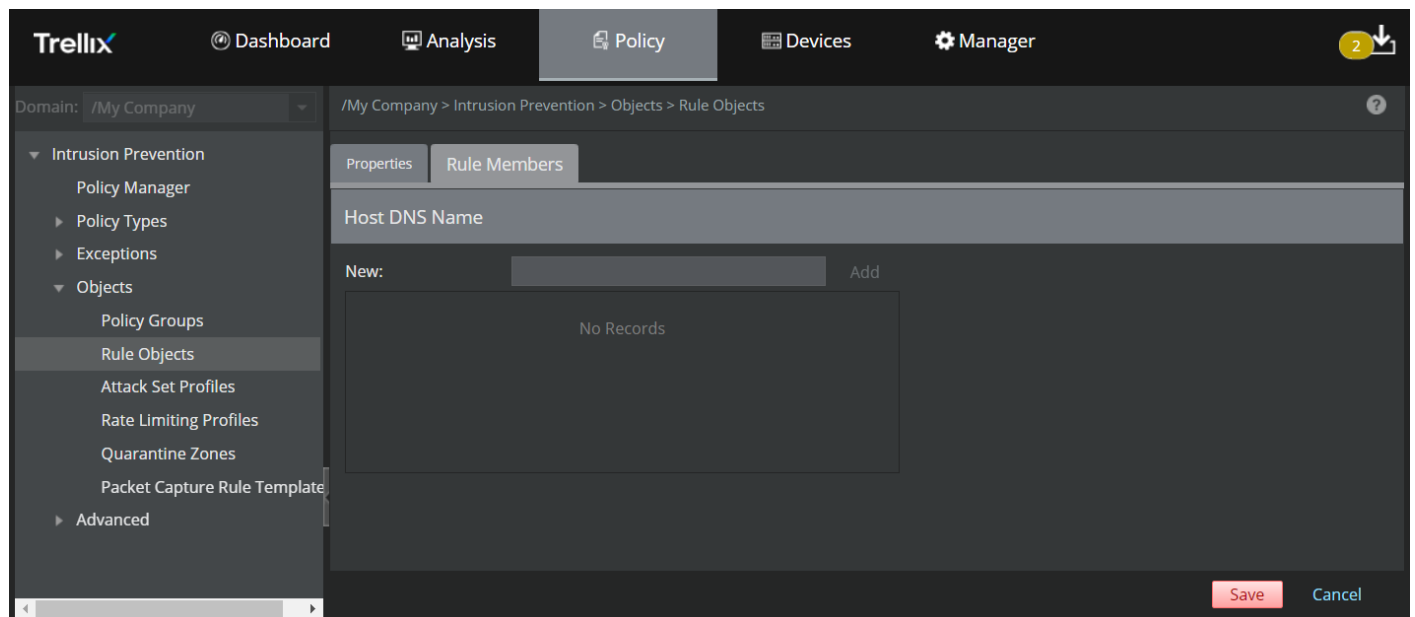 Trellix Dashboard Analysis Policy Devices Manager 2
Domain: /My Company
/My Company > Intrusion Prevention > Objects > Rule Objects ?
Intrusion Prevention
Policy Manager
Policy Types
Exceptions
Objects
Policy Groups
Rule Objects
Attack Set Profiles
Rate Limiting Profiles
Quarantine Zones
Packet Capture Rule Template
Advanced
Properties Rule Members
Host DNS Name
New: Add
No Records
Save Cancel